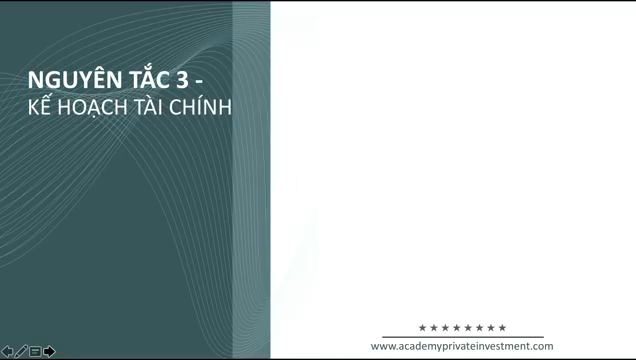 NGUYÊN TẮC 3 -
KẾ HOẠCH TÀI CHÍNH
★ ★ ★ ★ ★ ★ ★ ★
www.academyprivateinvestment.com